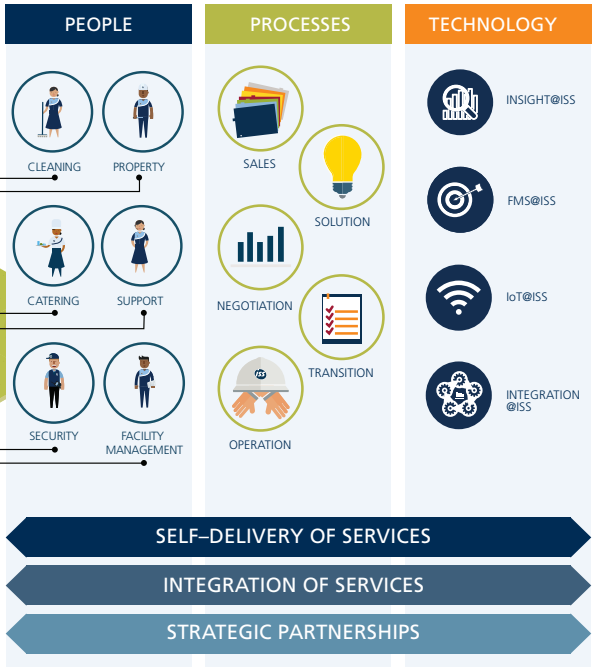 PEOPLE
CLEANING
PROPERTY
CATERING
SUPPORT
SECURITY
FACILITY
MANAGEMENT
PROCESSES
SALES
SOLUTION
NEGOTIATION
TRANSITION
ISS
OPERATION
TECHNOLOGY
INSIGHT@ISS
FMS@ISS
IoT@ISS
INTEGRATION
@ISS
SELF–DELIVERY OF SERVICES
INTEGRATION OF SERVICES
STRATEGIC PARTNERSHIPS